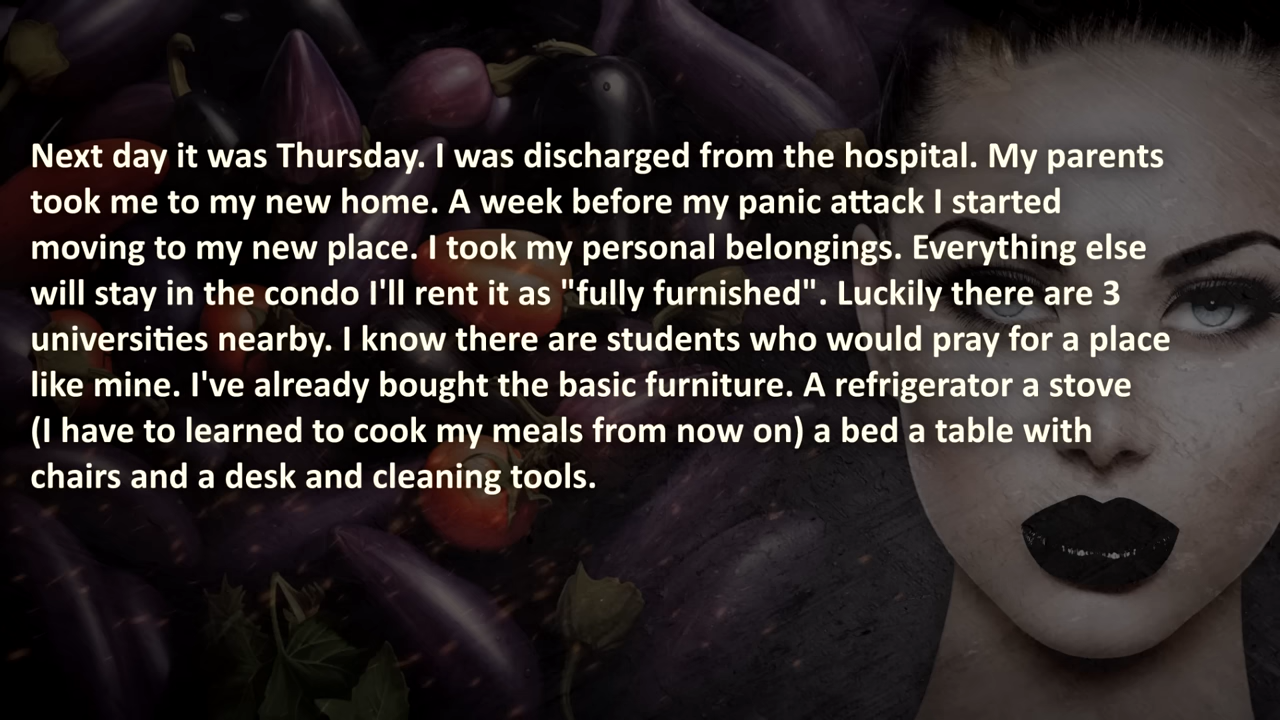 Next day it was Thursday. I was discharged from the hospital. My parents
took me to my new home. A week before my panic attack I started
moving to my new place. I took my personal belongings. Everything else
will stay in the condo I'll rent it as "fully furnished". Luckily there are 3
universities nearby. I know there are students who would pray for a place
like mine. I've already bought the basic furniture. A refrigerator a stove
(I have to learned to cook my meals from now on) a bed a table with
chairs and a desk and cleaning tools.